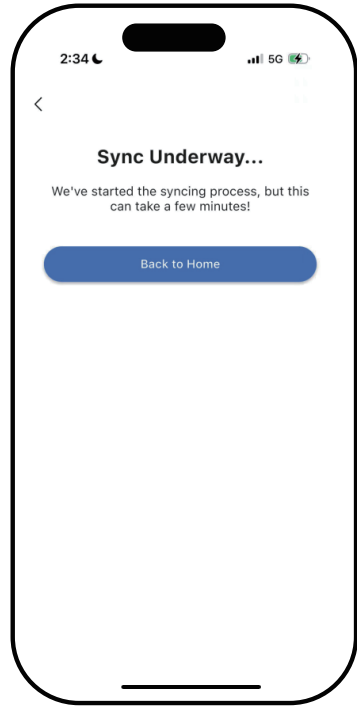 2:34
5G
Sync Underway...
We've started the syncing process, but this
can take a few minutes!
Back to Home